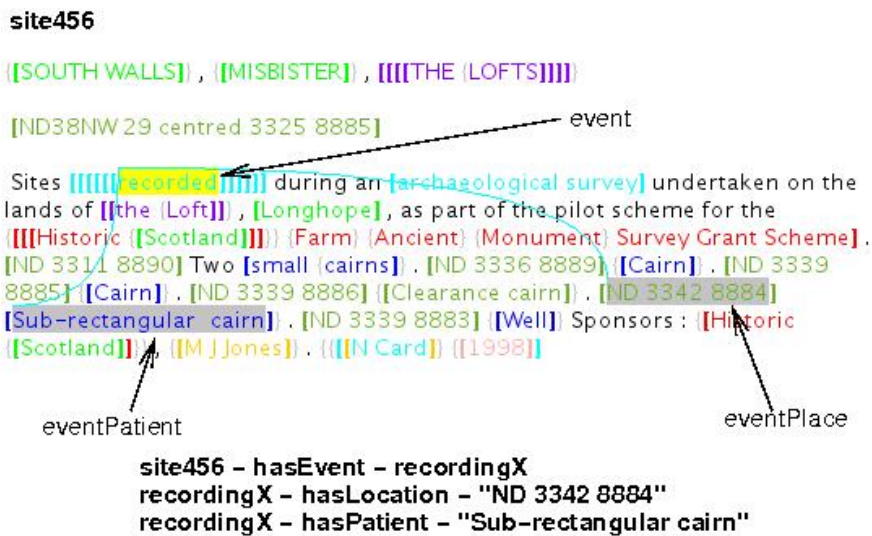 site456
{[SOUTH WALLS]} , {[MISBISTER]} , [[[[THE {LOFTS]]]]}
[ND38NW 29 centred 3325 8885]
event
Sites [[[[[[recorded]]]]]] during an [archaeological survey] undertaken on the
lands of [[the {Loft]]} , [Longhope] , as part of the pilot scheme for the
{[[[Historic {[Scotland]]]]}} {Farm} {Ancient} {Monument} Survey Grant Scheme] .
[ND 3311 8890] Two [small {cairns]} . [ND 3336 8889] {[Cairn]} . [ND 3339
8885] {[Cairn]} . [ND 3339 8886] {[Clearance cairn]} . [ND 3342 8884]
[Sub-rectangular cairn]} . [ND 3339 8883] {[Well]} Sponsors : {[Historic
{[Scotland]]}} , {[M J Jones]} . {{[[N Card]} {[1998]]
eventPatient
eventPlace
site456 – hasEvent – recordingX
recordingX – hasLocation – "ND 3342 8884"
recordingX – hasPatient – "Sub-rectangular cairn"